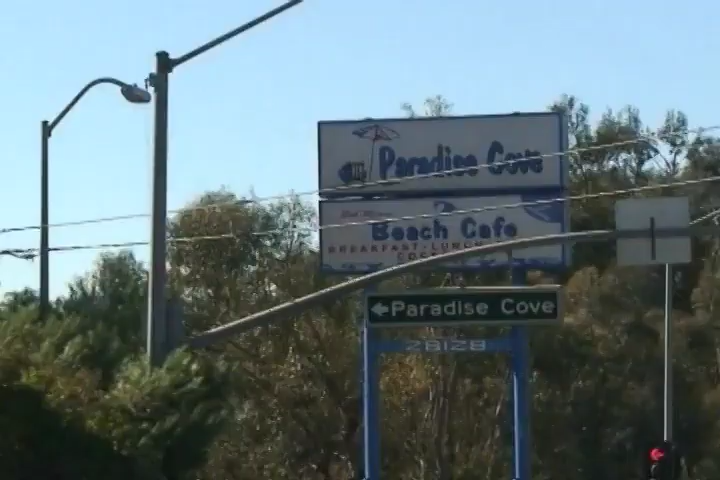 Paradise Cove
Beach Cafe
BREAKFAST · LUNCH
←Paradise Cove
28128